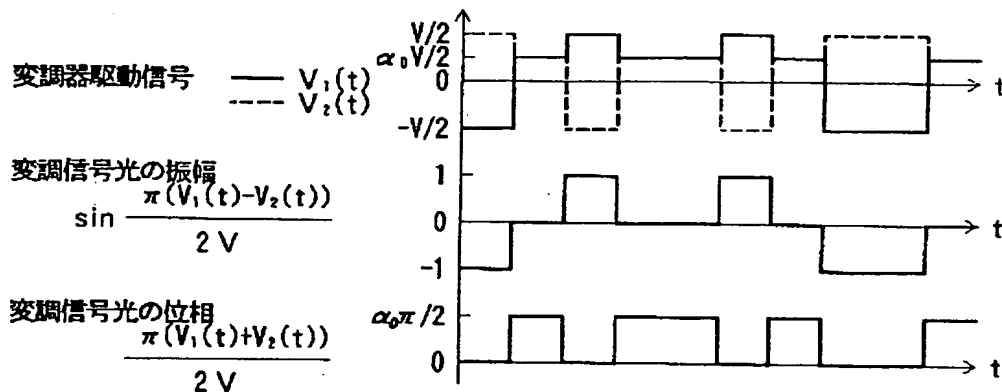 V/2
α₀V/2
変調器駆動信号 V₁(t)
V₂(t)
0
t
-V/2
変調信号光の振幅
sin π(V₁(t)-V₂(t))
2V
1
0
t
-1
変調信号光の位相
π(V₁(t)+V₂(t))
2V
α₀π/2
0
t